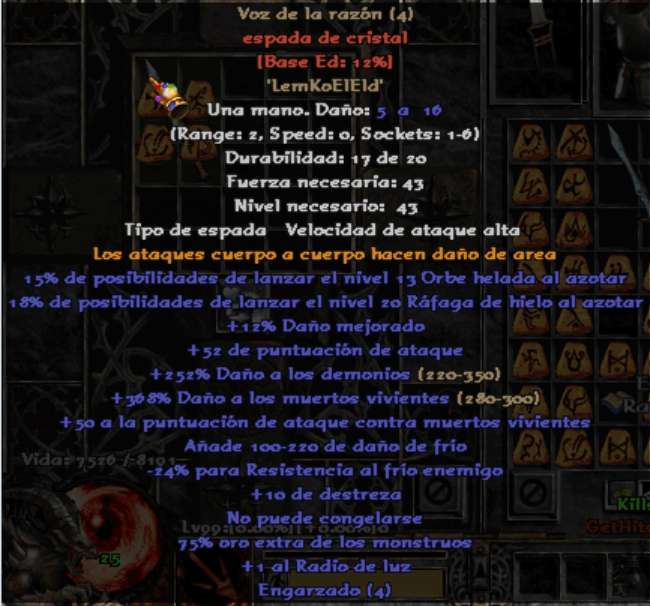 Voz de la razón (4)
espada de cristal
[Base Ed: 12%]
'LemKoElEld'
Una mano. Daño: 5 a 16
(Range: 2, Speed: 0, Sockets: 1-6)
Durabilidad: 17 de 20
Fuerza necesaria: 43
Nivel necesario: 43
Tipo de espada Velocidad de ataque alta
Los ataques cuerpo a cuerpo hacen daño de area
15% de posibilidades de lanzar el nivel 13 Orbe helada al azotar
18% de posibilidades de lanzar el nivel 20 Ráfaga de hielo al azotar
+12% Daño mejorado
+52 de puntuación de ataque
+252% Daño a los demonios (220-350)
+368% Daño a los muertos vivientes (280-300)
+50 a la puntuación de ataque contra muertos vivientes
Añade 100-220 de daño de frío
Vida: 7526 / 8101
-24% para Resistencia al frío enemigo
+10 de destreza
No puede congelarse
Kill
75% oro extra de los monstruos
GetHit
25
+1 al Radio de luz
Engarzado (4)